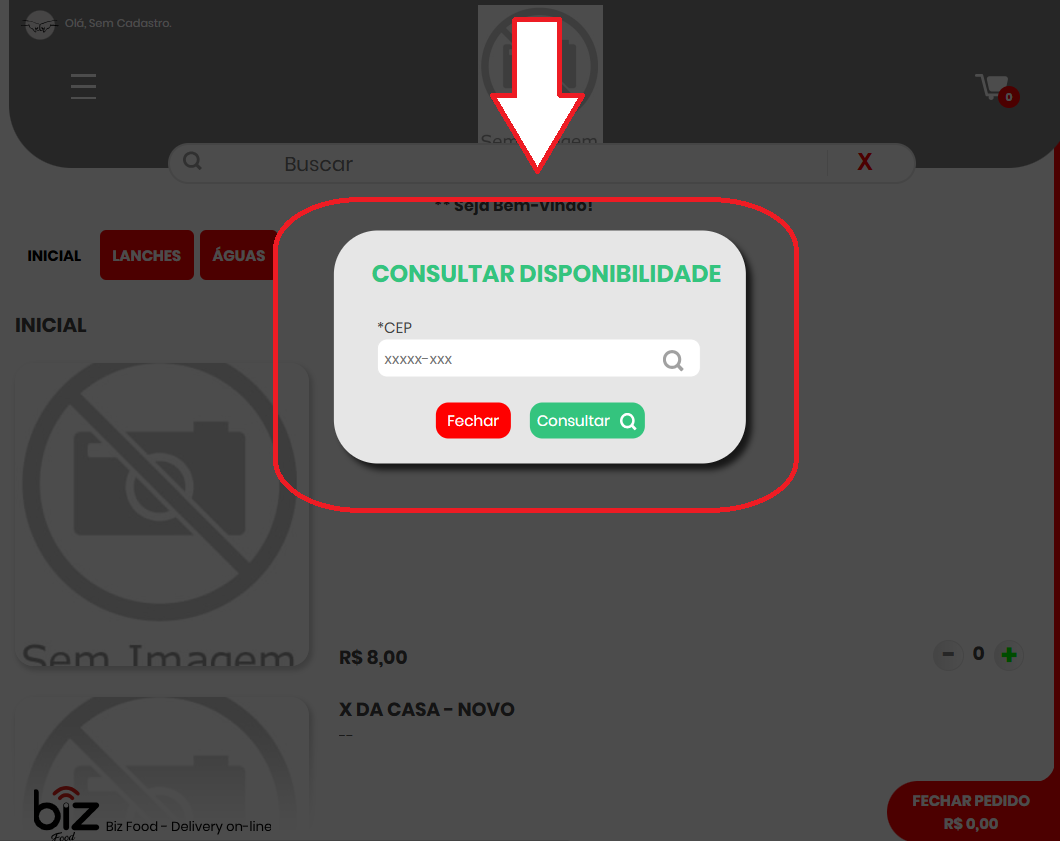 Olá, Sem Cadastro.
0
Sem Imagem
Buscar
X
** Seja Bem-Vindo!
INICIAL
LANCHES
ÁGUAS
INICIAL
CONSULTAR DISPONIBILIDADE
*CEP
xxxxx-xxx
Fechar
Consultar
Sem Imagem
R$ 8,00
0
X DA CASA - NOVO
--
biz
Food
Biz Food - Delivery on-line
FECHAR PEDIDO
R$ 0,00